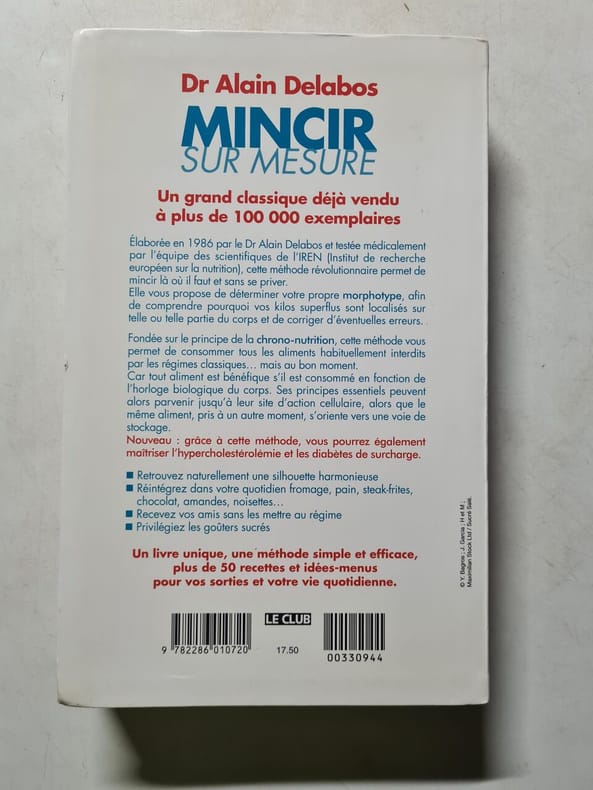 Dr Alain Delabos
MINCIR
SUR MESURE
Un grand classique déjà vendu
à plus de 100 000 exemplaires
Élaborée en 1986 par le Dr Alain Delabos et testée médicalement
par l'équipe des scientifiques de l'IREN (Institut de recherche
européen sur la nutrition), cette méthode révolutionnaire permet de
mincir là où il faut et sans se priver.
Elle vous propose de déterminer votre propre morphotype, afin
de comprendre pourquoi vos kilos superflus sont localisés sur
telle ou telle partie du corps et de corriger d'éventuelles erreurs.
Fondée sur le principe de la chrono-nutrition, cette méthode vous
permet de consommer tous les aliments habituellement interdits
par les régimes classiques... mais au bon moment.
Car tout aliment est bénéfique s'il est consommé en fonction de
l'horloge biologique du corps. Ses principes essentiels peuvent
alors parvenir jusqu'à leur site d'action cellulaire, alors que le
même aliment, pris à un autre moment, s'oriente vers une voie de
stockage.
Nouveau : grâce à cette méthode, vous pourrez également
maîtriser l'hypercholestérolémie et les diabètes de surcharge.
■ Retrouvez naturellement une silhouette harmonieuse
■ Réintégrez dans votre quotidien fromage, pain, steak-frites,
chocolat, amandes, noisettes...
■ Recevez vos amis sans les mettre au régime
■ Privilégiez les goûters sucrés
Un livre unique, une méthode simple et efficace,
plus de 50 recettes et idées-menus
pour vos sorties et votre vie quotidienne.
© Y. Bagros ; J. Garcia ; H et M ;
Maximilian Stock Ltd / Sucré Salé.
LE CLUB
9 782286 010720
17.50
00330944